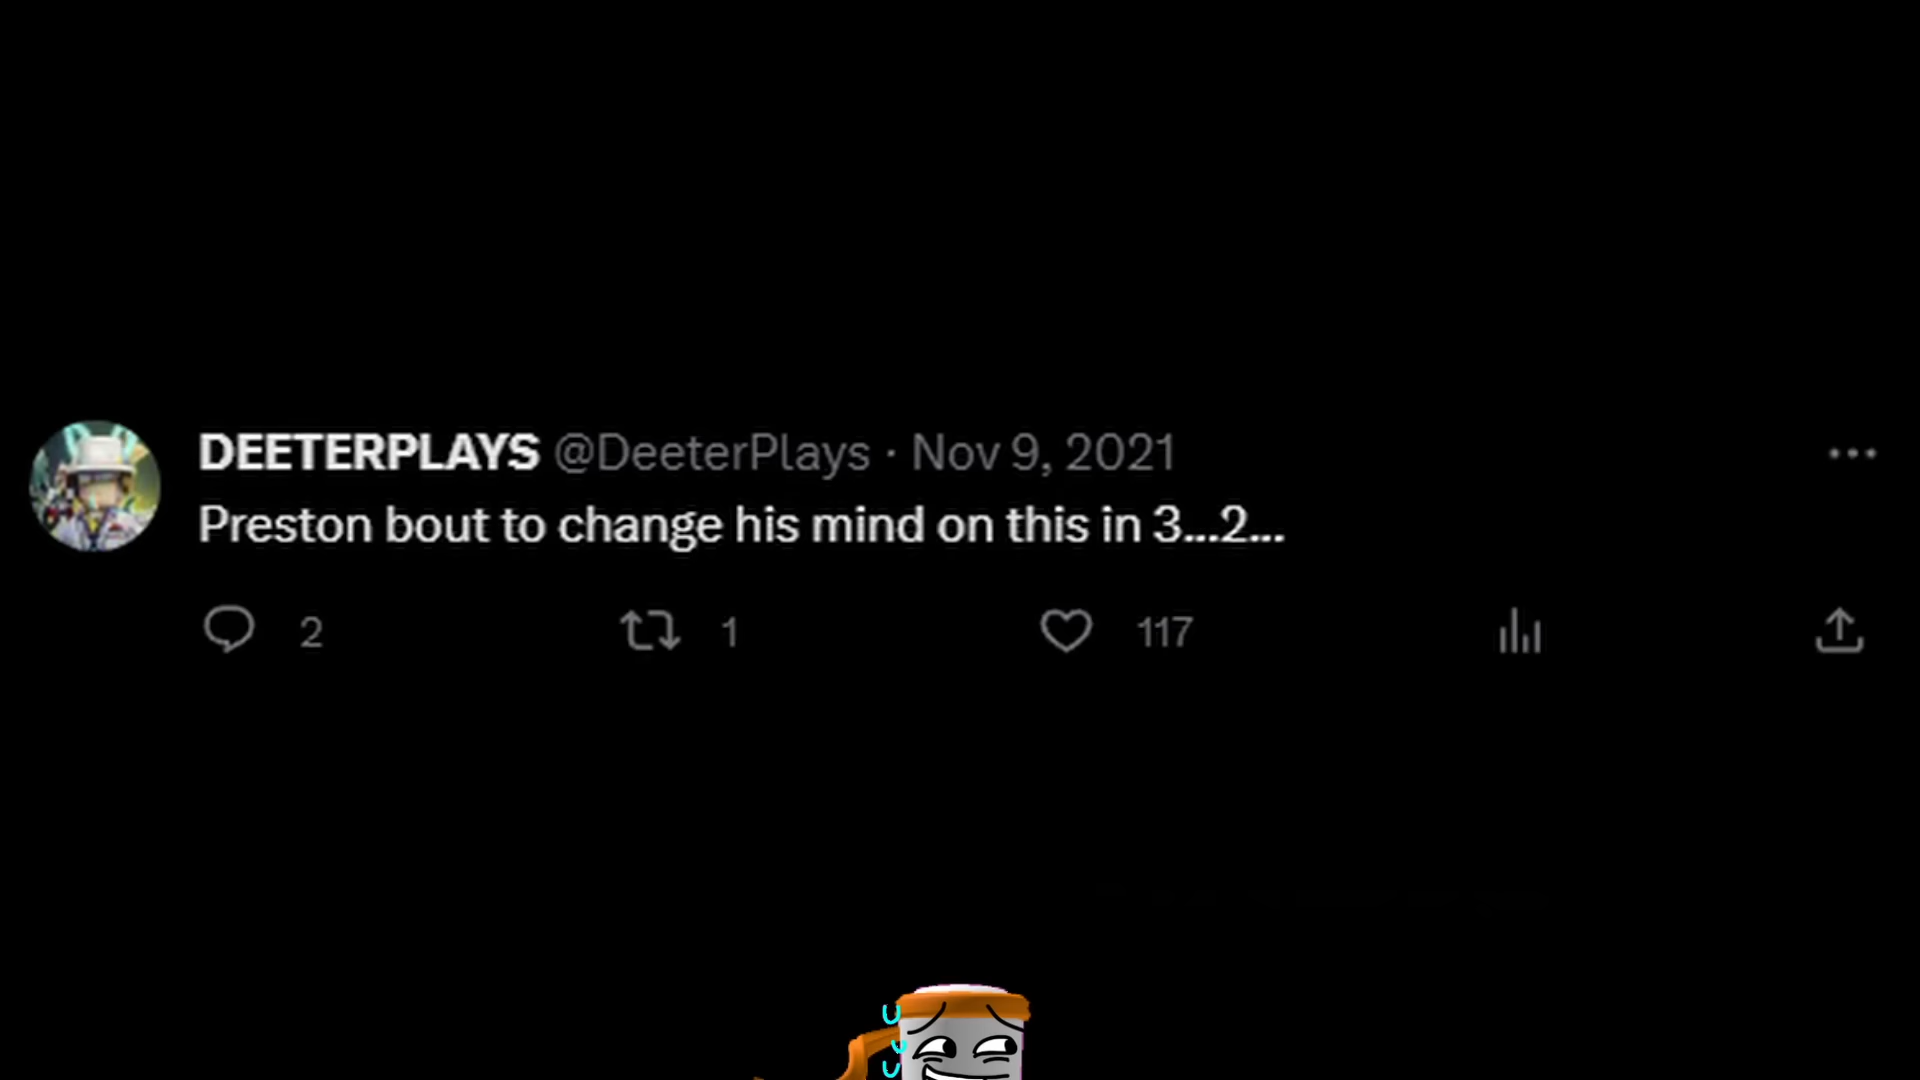 DEETERPLAYS @DeeterPlays · Nov 9, 2021
Preston bout to change his mind on this in 3...2...
2 1 117